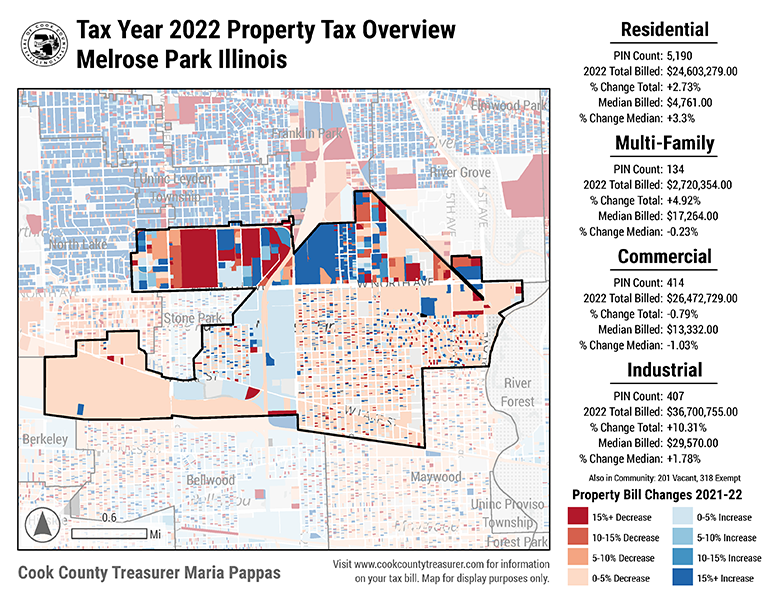 Tax Year 2022 Property Tax Overview
Melrose Park Illinois
Elmwood Park
Franklin Park
River
Uninc Leyden
Township
River Grove
5TH AVE
1ST AVE
North Lake
W NORTH AVE
Stone Park
River
Forest
Berkeley
Bellwood
Maywood
Uninc Proviso
Township
Forest Park
0.6
Mi
Cook County Treasurer Maria Pappas
Visit www.cookcountytreasurer.com for information
on your tax bill. Map for display purposes only.
Residential
PIN Count: 5,190
2022 Total Billed: $24,603,279.00
% Change Total: +2.73%
Median Billed: $4,761.00
% Change Median: +3.3%
Multi-Family
PIN Count: 134
2022 Total Billed: $2,720,354.00
% Change Total: +4.92%
Median Billed: $17,264.00
% Change Median: -0.23%
Commercial
PIN Count: 414
2022 Total Billed: $26,472,729.00
% Change Total: -0.79%
Median Billed: $13,332.00
% Change Median: -1.03%
Industrial
PIN Count: 407
2022 Total Billed: $36,700,755.00
% Change Total: +10.31%
Median Billed: $29,570.00
% Change Median: +1.78%
Also in Community: 201 Vacant, 318 Exempt
Property Bill Changes 2021-22
15%+ Decrease
10-15% Decrease
5-10% Decrease
0-5% Decrease
0-5% Increase
5-10% Increase
10-15% Increase
15%+ Increase